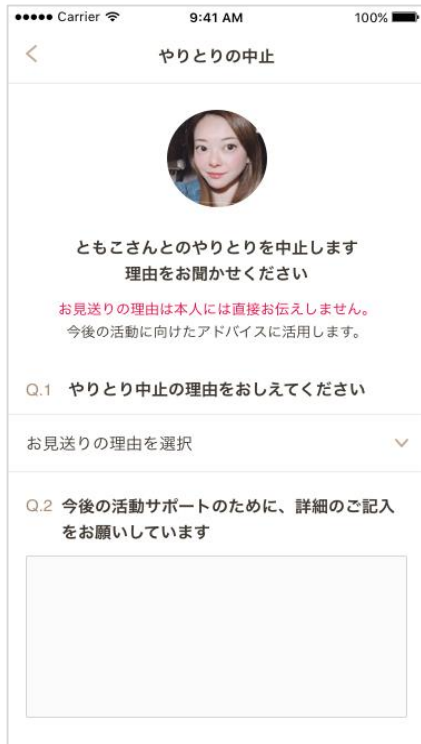 Carrier 9:41 AM 100%
やりとりの中止
ともこさんとのやりとりを中止します
理由をお聞かせください
お見送りの理由は本人には直接お伝えしません。
今後の活動に向けたアドバイスに活用します。
Q.1 やりとり中止の理由をおしえてください
お見送りの理由を選択
Q.2 今後の活動サポートのために、詳細のご記入
をお願いしています